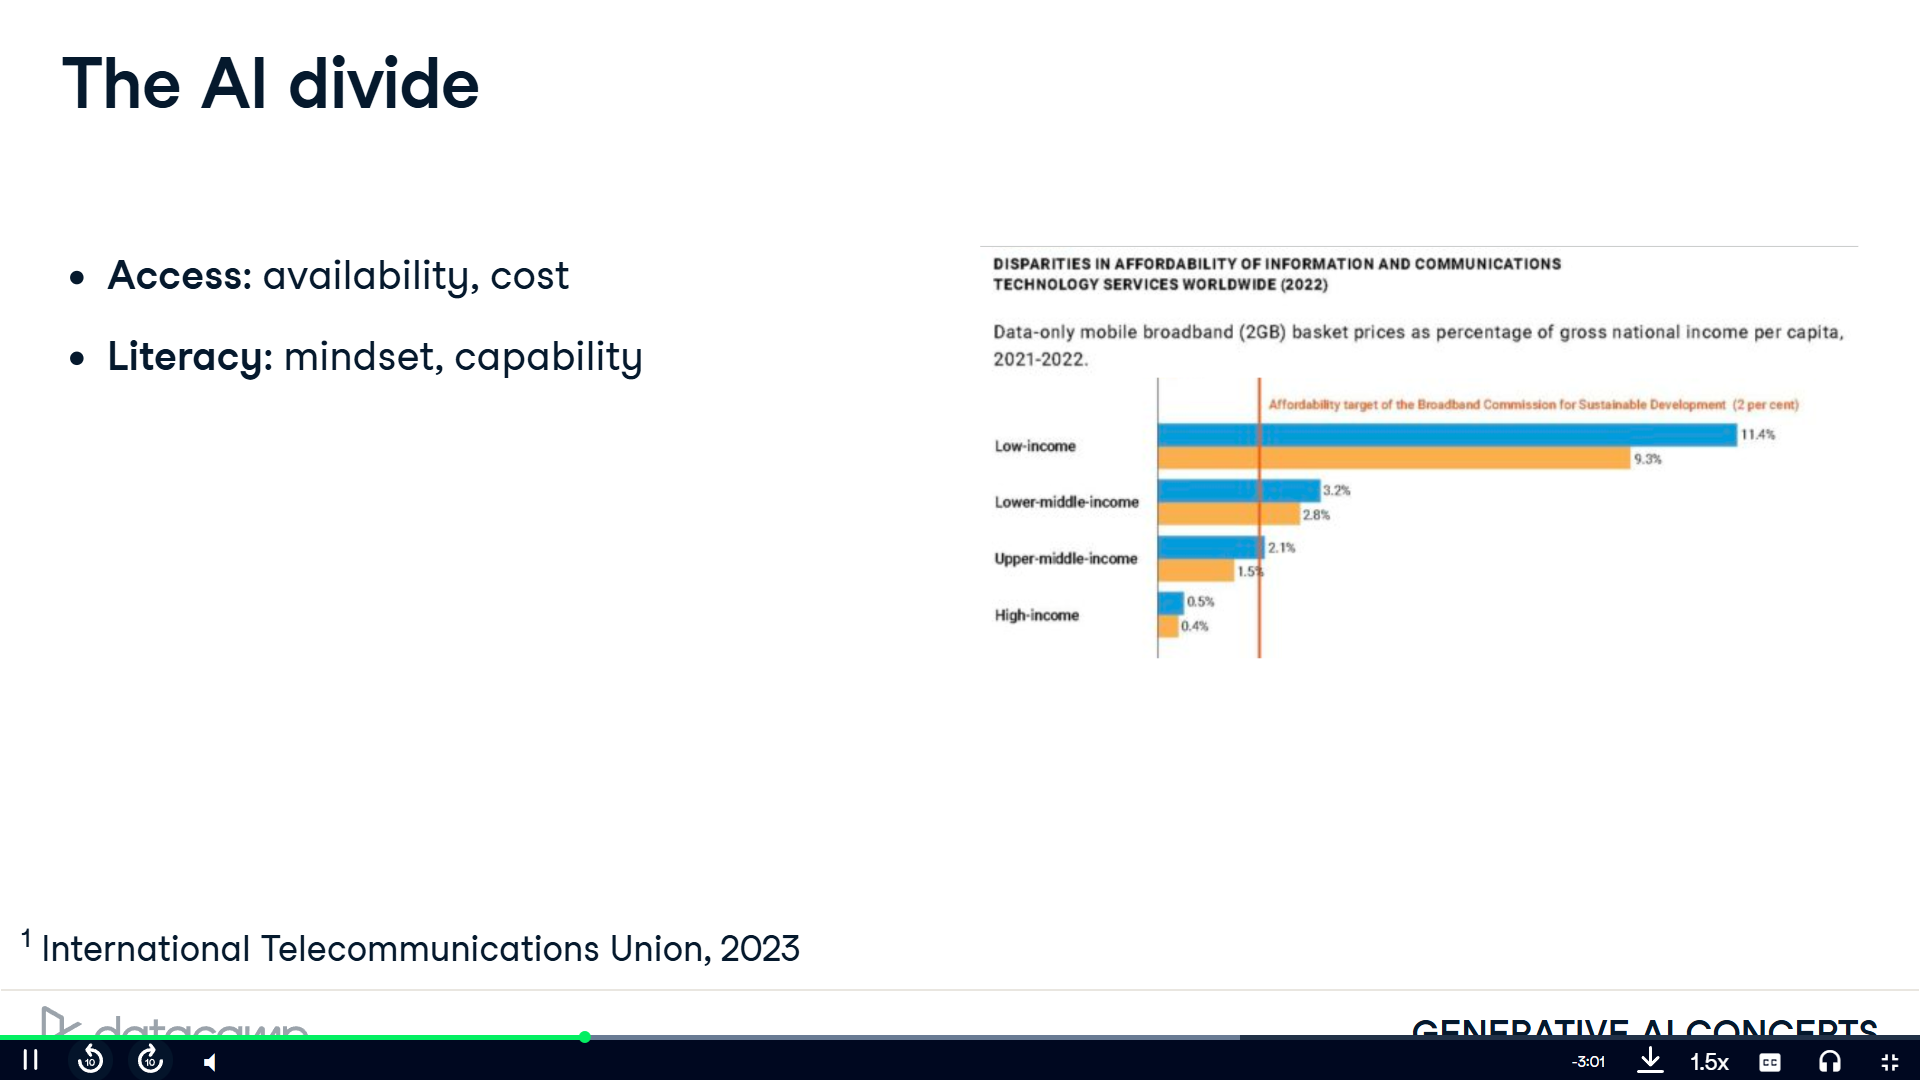 The AI divide
• Access: availability, cost
• Literacy: mindset, capability
DISPARITIES IN AFFORDABILITY OF INFORMATION AND COMMUNICATIONS
TECHNOLOGY SERVICES WORLDWIDE (2022)
Data-only mobile broadband (2GB) basket prices as percentage of gross national income per capita,
2021-2022.
Affordability target of the Broadband Commission for Sustainable Development (2 per cent)
Low-income
11.4%
9.3%
Lower-middle-income
3.2%
2.8%
Upper-middle-income
2.1%
1.5%
High-income
0.5%
0.4%
1 International Telecommunications Union, 2023
datacamp
GENERATIVE AI CONCEPTS
10
10
-3:01
1.5x
CC